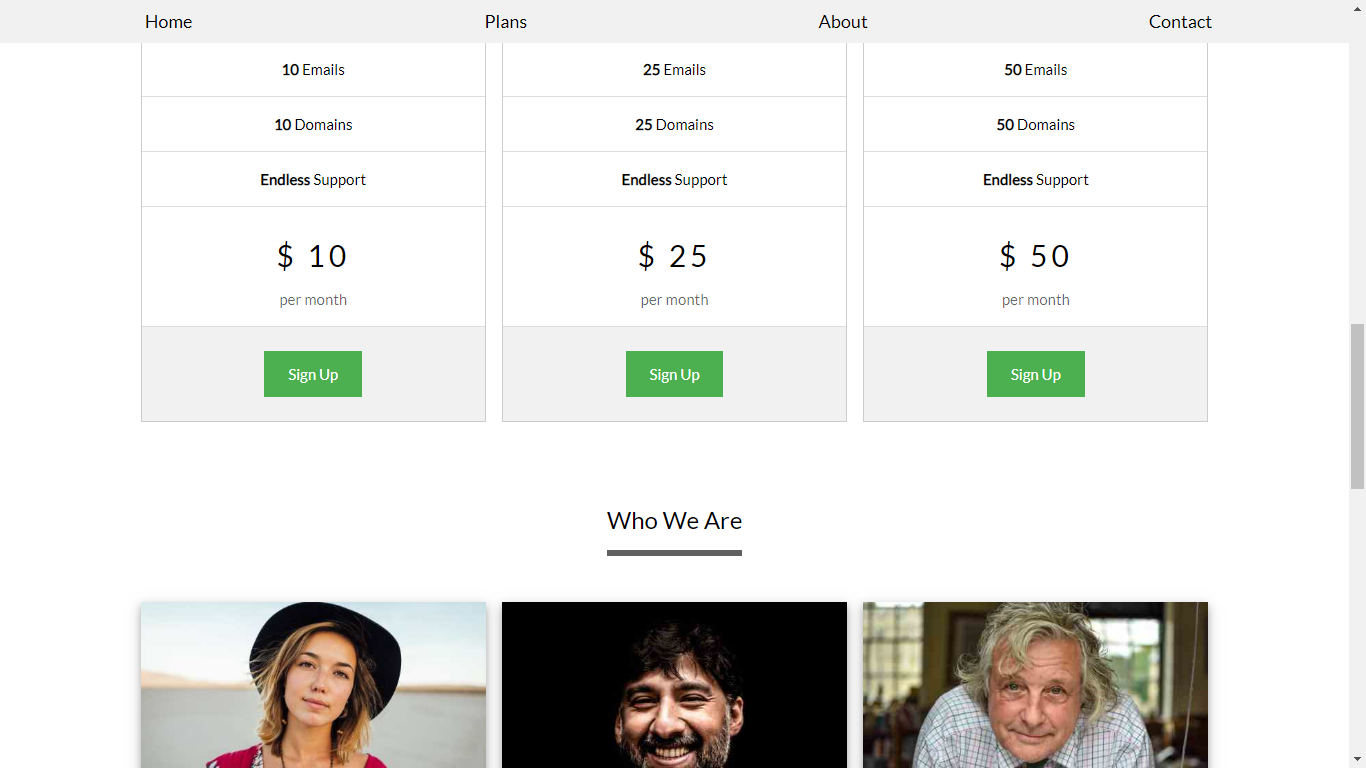 Home Plans About Contact
10 Emails
10 Domains
Endless Support
$ 10
per month
Sign Up
25 Emails
25 Domains
Endless Support
$ 25
per month
Sign Up
50 Emails
50 Domains
Endless Support
$ 50
per month
Sign Up
Who We Are